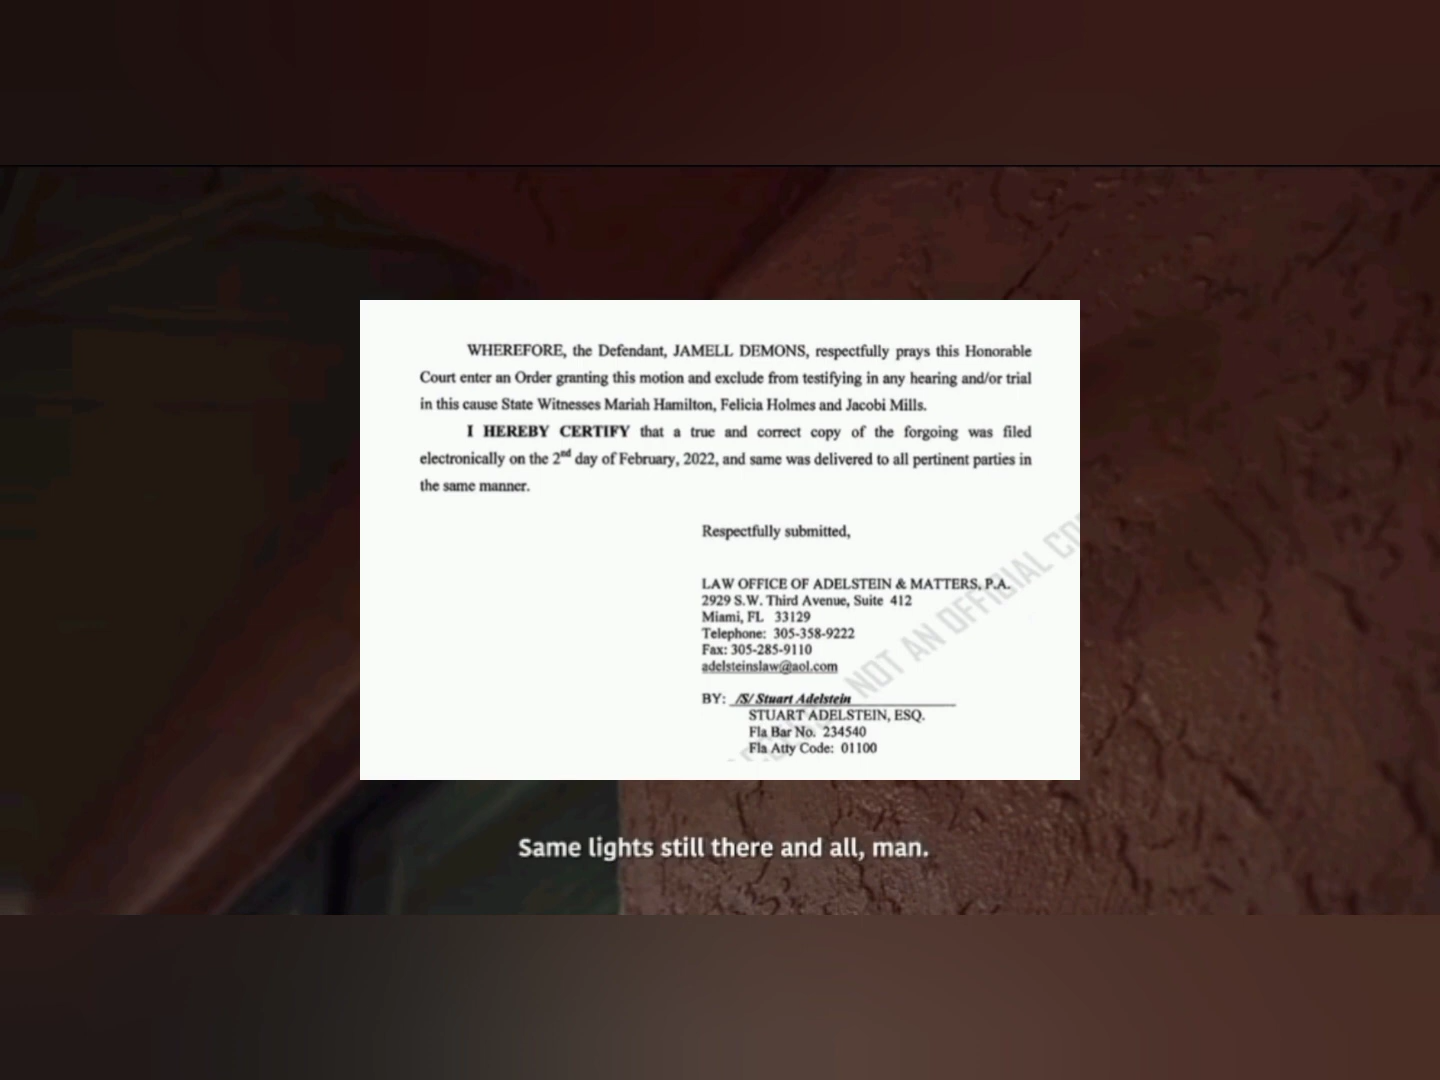 WHEREFORE, the Defendant, JAMELL DEMONS, respectfully prays this Honorable
Court enter an Order granting this motion and exclude from testifying in any hearing and/or trial
in this cause State Witnesses Mariah Hamilton, Felicia Holmes and Jacobi Mills.
I HEREBY CERTIFY that a true and correct copy of the forgoing was filed
electronically on the 2nd day of February, 2022, and same was delivered to all pertinent parties in
the same manner.
Respectfully submitted,
LAW OFFICE OF ADELSTEIN & MATTERS, P.A.
2929 S.W. Third Avenue, Suite 412
Miami, FL 33129
Telephone: 305-358-9222
Fax: 305-285-9110
adelsteinslaw@aol.com
NOT AN OFFICIAL
BY: /S/ Stuart Adelstein
STUART ADELSTEIN, ESQ.
Fla Bar No. 234540
Fla Atty Code: 01100
Same lights still there and all, man.